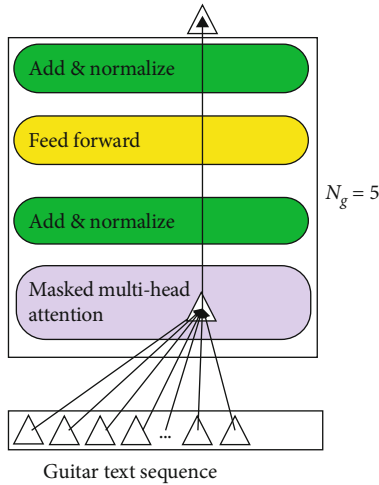 Add & normalize
Feed forward
N_g = 5
Add & normalize
Masked multi-head
attention
...
Guitar text sequence